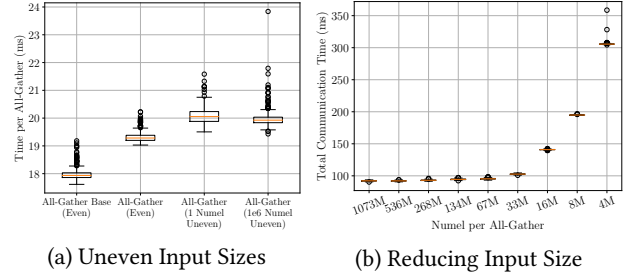 24
23
22
21
20
19
18
Time per All-Gather (ms)
All-Gather Base
(Even)
All-Gather
(Even)
All-Gather
(1 Numel
Uneven)
All-Gather
(1e6 Numel
Uneven)
(a) Uneven Input Sizes
350
300
250
200
150
100
Total Communication Time (ms)
1073M
536M
268M
134M
67M
33M
16M
8M
4M
Numel per All-Gather
(b) Reducing Input Size